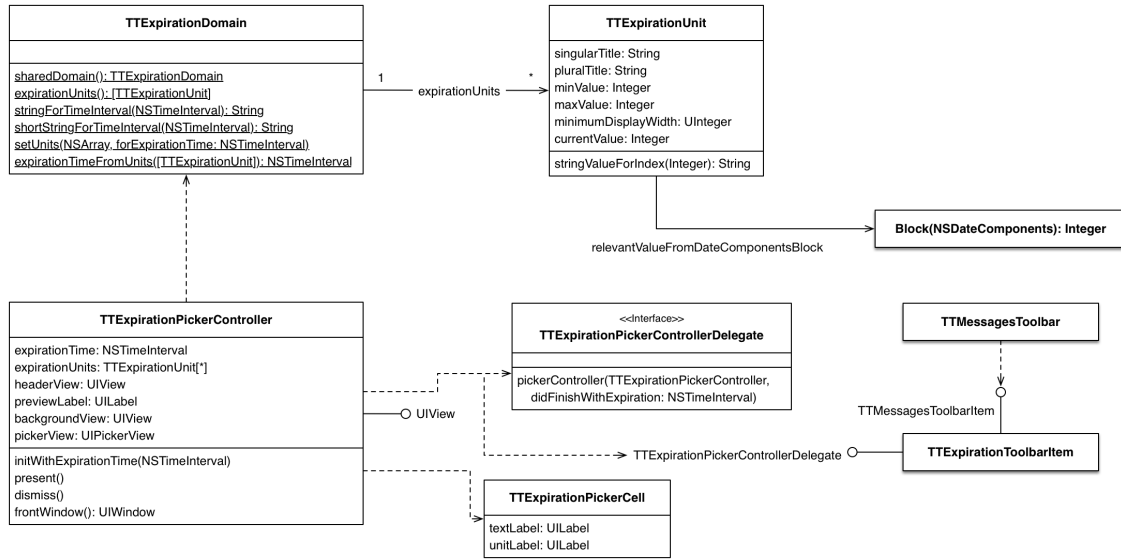 TTExpirationDomain
sharedDomain(): TTExpirationDomain
expirationUnits(): [TTExpirationUnit]
stringForTimeInterval(NSTimeInterval): String
shortStringForTimeInterval(NSTimeInterval): String
setUnits(NSArray, forExpirationTime: NSTimeInterval)
expirationTimeFromUnits([TTExpirationUnit]): NSTimeInterval
1
expirationUnits
*
TTExpirationUnit
singularTitle: String
pluralTitle: String
minValue: Integer
maxValue: Integer
minimumDisplayWidth: UInteger
currentValue: Integer
stringValueForIndex(Integer): String
relevantValueFromDateComponentsBlock
Block(NSDateComponents): Integer
TTExpirationPickerController
expirationTime: NSTimeInterval
expirationUnits: TTExpirationUnit[*]
headerView: UIView
previewLabel: UILabel
backgroundView: UIView
pickerView: UIPickerView
initWithExpirationTime(NSTimeInterval)
present()
dismiss()
frontWindow(): UIWindow
<<Interface>>
TTExpirationPickerControllerDelegate
pickerController(TTExpirationPickerController,
didFinishWithExpiration: NSTimeInterval)
UIView
TTExpirationPickerControllerDelegate
TTMessagesToolbar
TTMessagesToolbarItem
TTExpirationToolbarItem
TTExpirationPickerCell
textLabel: UILabel
unitLabel: UILabel